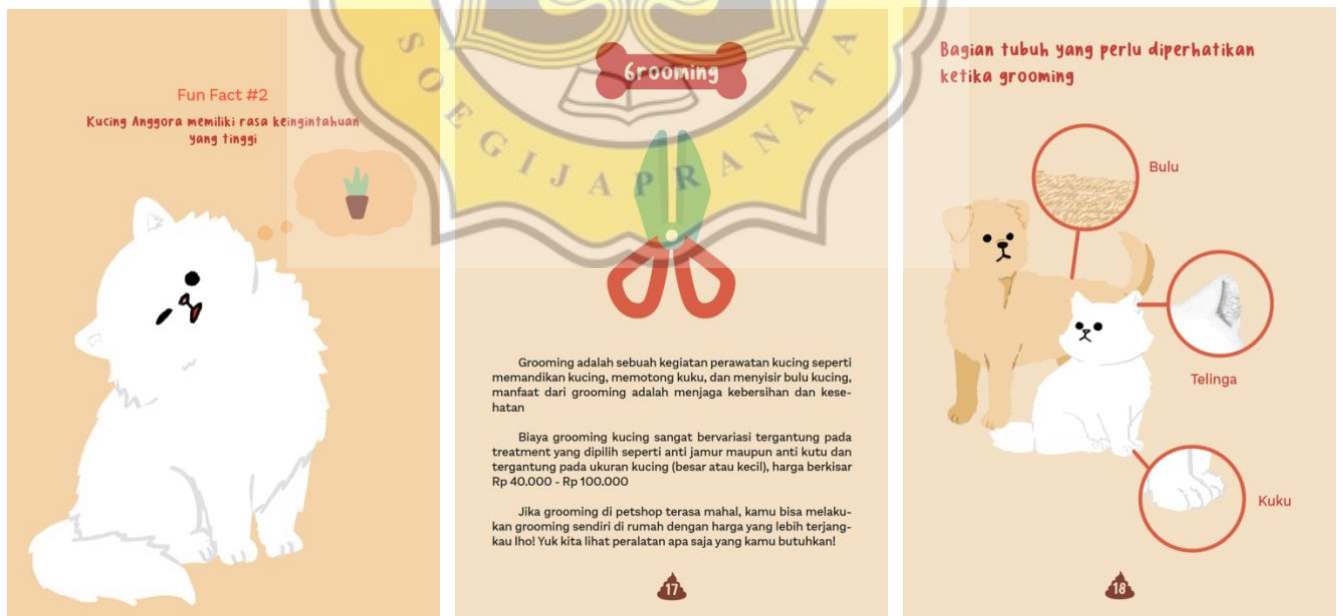 Fun Fact #2
Kucing Anggora memiliki rasa keingintahuan
yang tinggi
SOEGIJAPRANATA
Grooming
Grooming adalah sebuah kegiatan perawatan kucing seperti
memandikan kucing, memotong kuku, dan menyisir bulu kucing,
manfaat dari grooming adalah menjaga kebersihan dan kese-
hatan
Biaya grooming kucing sangat bervariasi tergantung pada
treatment yang dipilih seperti anti jamur maupun anti kutu dan
tergantung pada ukuran kucing (besar atau kecil), harga berkisar
Rp 40.000 - Rp 100.000
Jika grooming di petshop terasa mahal, kamu bisa melaku-
kan grooming sendiri di rumah dengan harga yang lebih terjang-
kau lho! Yuk kita lihat peralatan apa saja yang kamu butuhkan!
17
Bagian tubuh yang perlu diperhatikan
ketika grooming
Bulu
Telinga
Kuku
18